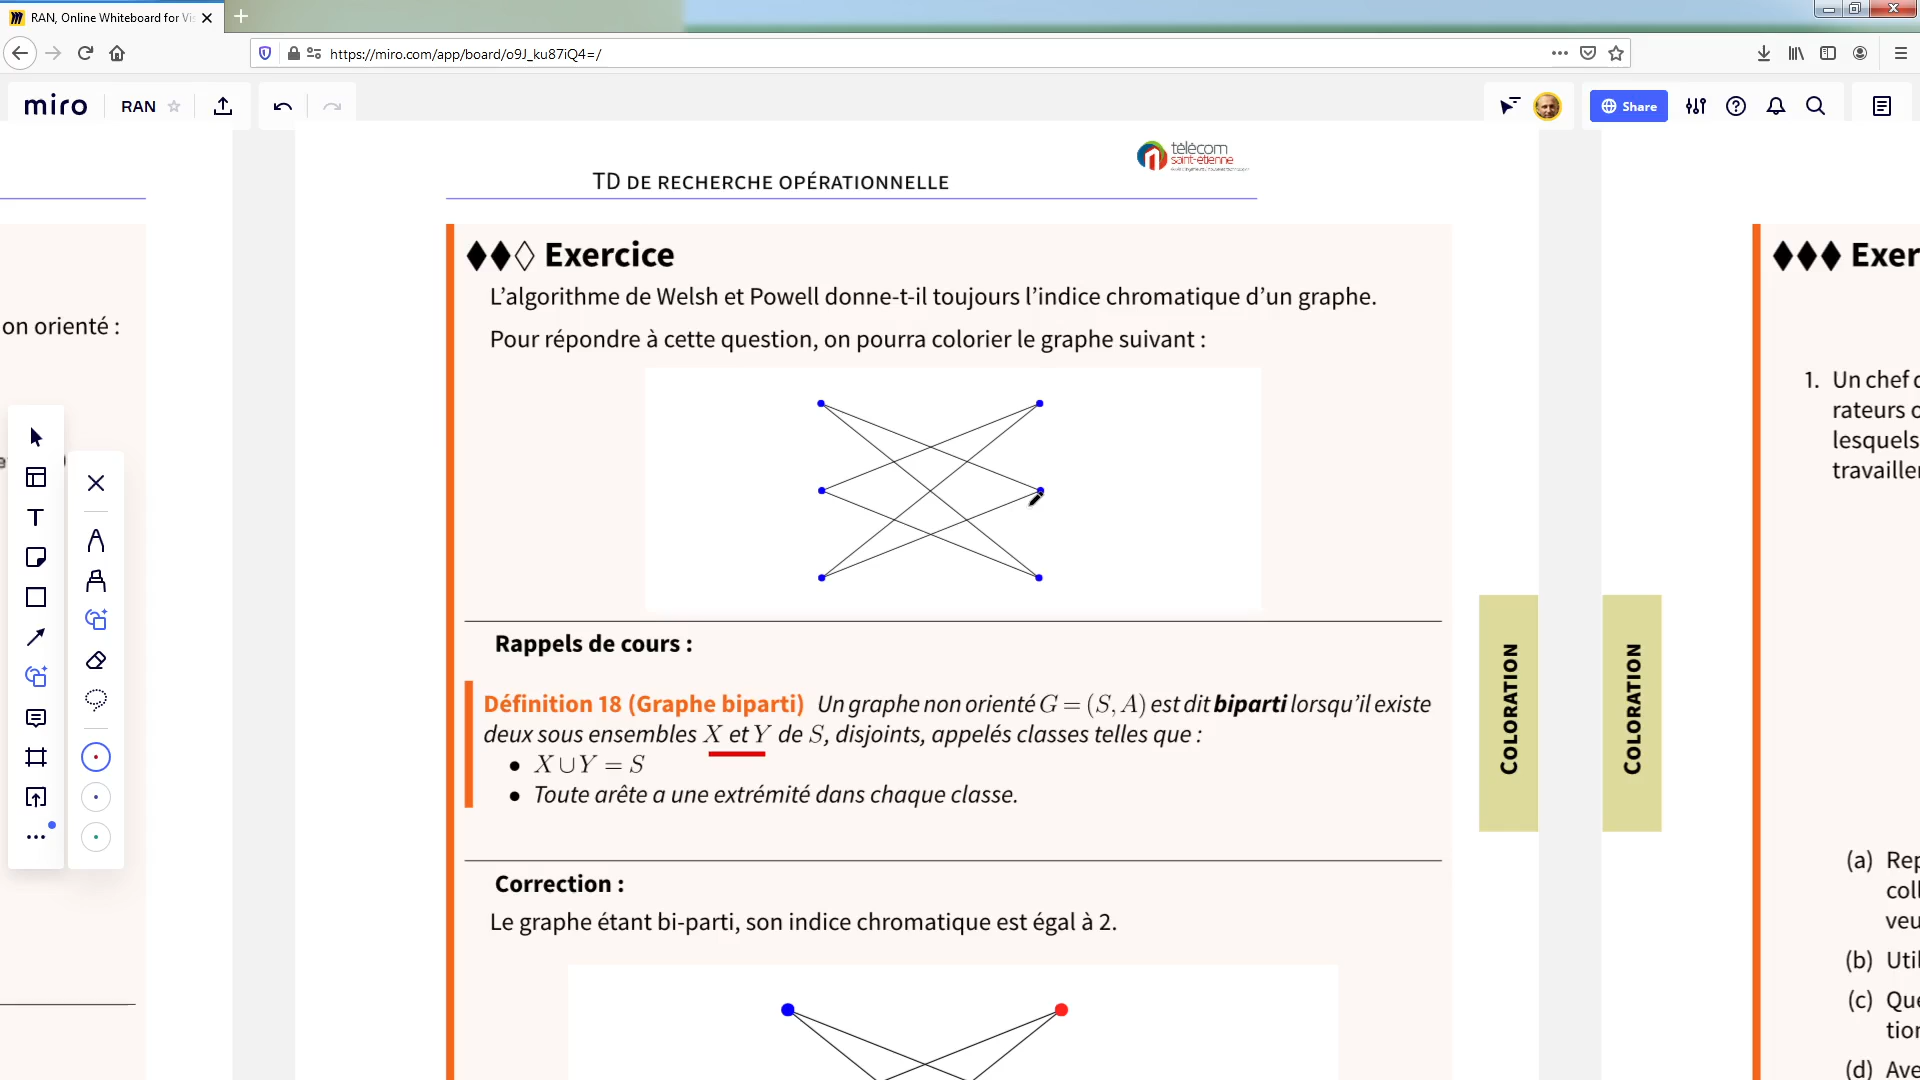 RAN, Online Whiteboard for Vis
https://miro.com/app/board/o9J_ku87iQ4=/
miro
RAN
Share
télécom
saint-étienne
TD DE RECHERCHE OPÉRATIONNELLE
on orienté :
Exercice
L’algorithme de Welsh et Powell donne-t-il toujours l’indice chromatique d’un graphe.
Pour répondre à cette question, on pourra colorier le graphe suivant :
Rappels de cours :
Définition 18 (Graphe biparti) Un graphe non orienté G = (S, A) est dit biparti lorsqu’il existe
deux sous ensembles X et Y de S, disjoints, appelés classes telles que :
• X ∪ Y = S
• Toute arête a une extrémité dans chaque classe.
Correction :
Le graphe étant bi-parti, son indice chromatique est égal à 2.
COLORATION
COLORATION
Exer
1. Un chef d
rateurs o
lesquels
travailler
(a) Rep
coll
veu
(b) Util
(c) Que
tion
(d) Ave